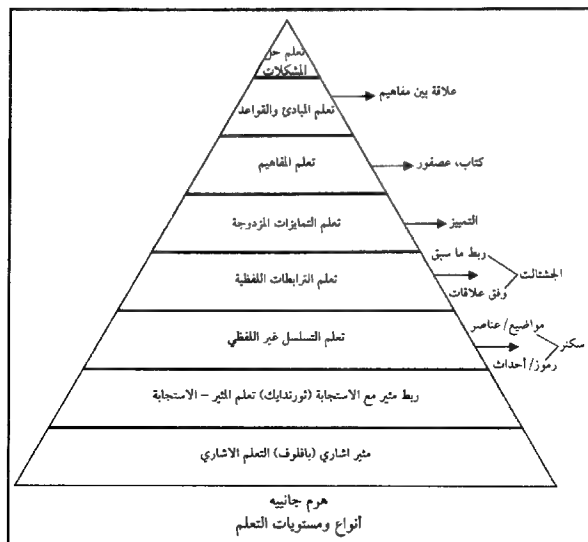 تعلم حل
المشكلات
علاقة بين مفاهيم
تعلم المبادئ والقواعد
كتاب، عصفور
تعلم المفاهيم
التمييز
تعلم التمايزات المزدوجة
ربط ما سبق
الجشتالت
وفق علاقات
تعلم الترابطات اللفظية
مواضيع/عناصر
سكنر
رموز/أحداث
تعلم التسلسل غير اللفظي
ربط مثير مع الاستجابة (ثورندايك) تعلم المثير – الاستجابة
مثير اشاري (بافلوف) التعلم الاشاري
هرم جانييه
أنواع ومستويات التعلم